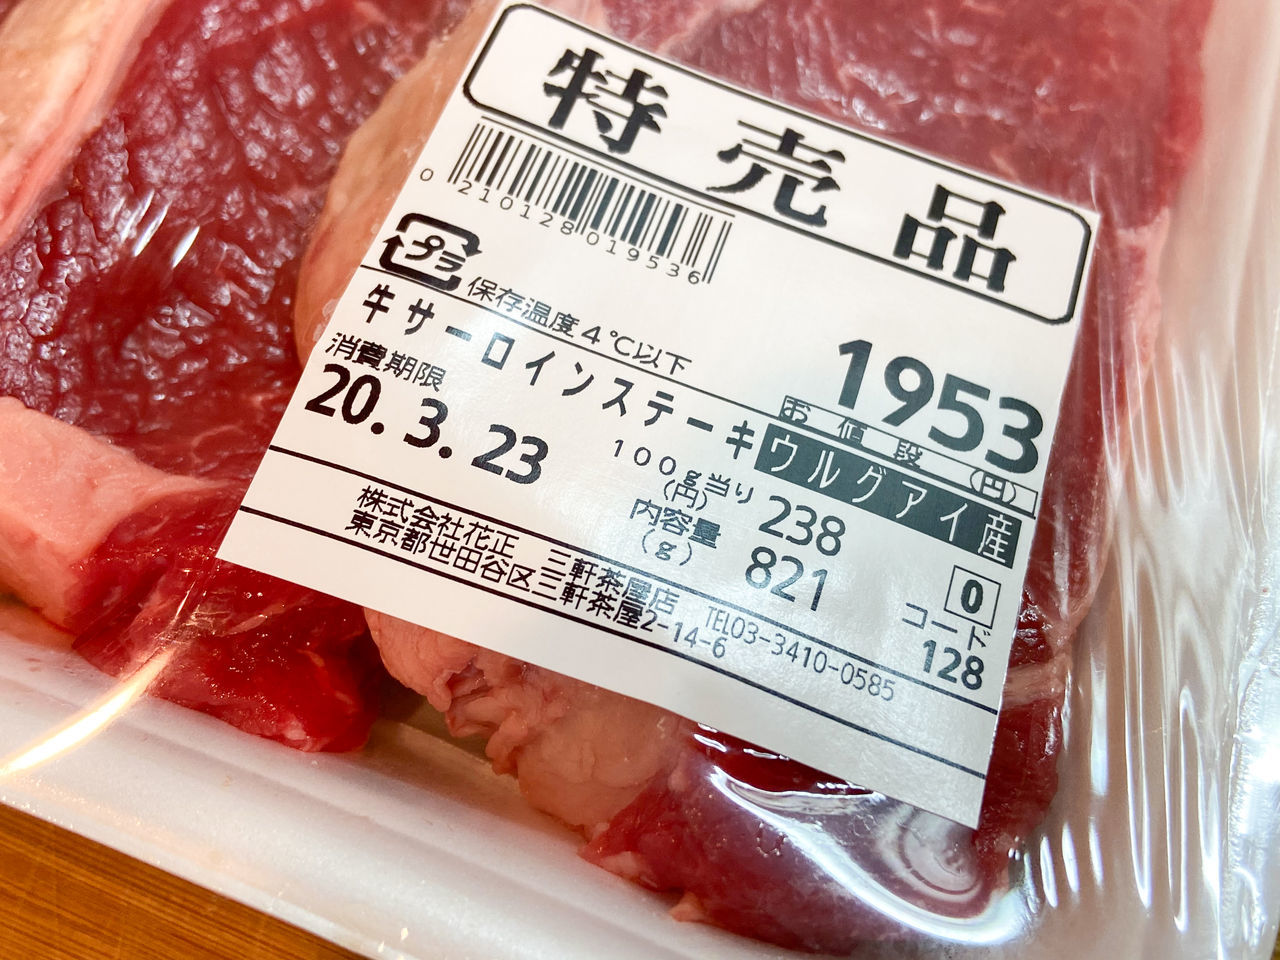 特売品
0 210128 019536
プラ
保存温度4℃以下
牛サーロインステーキ
ウルグアイ産
消費期限
20. 3. 23
1953
お値段(円)
100g当り(円) 238
内容量(g) 821
0
コード
128
株式会社花正 三軒茶屋店 TEL03-3410-0585
東京都世田谷区三軒茶屋2-14-6